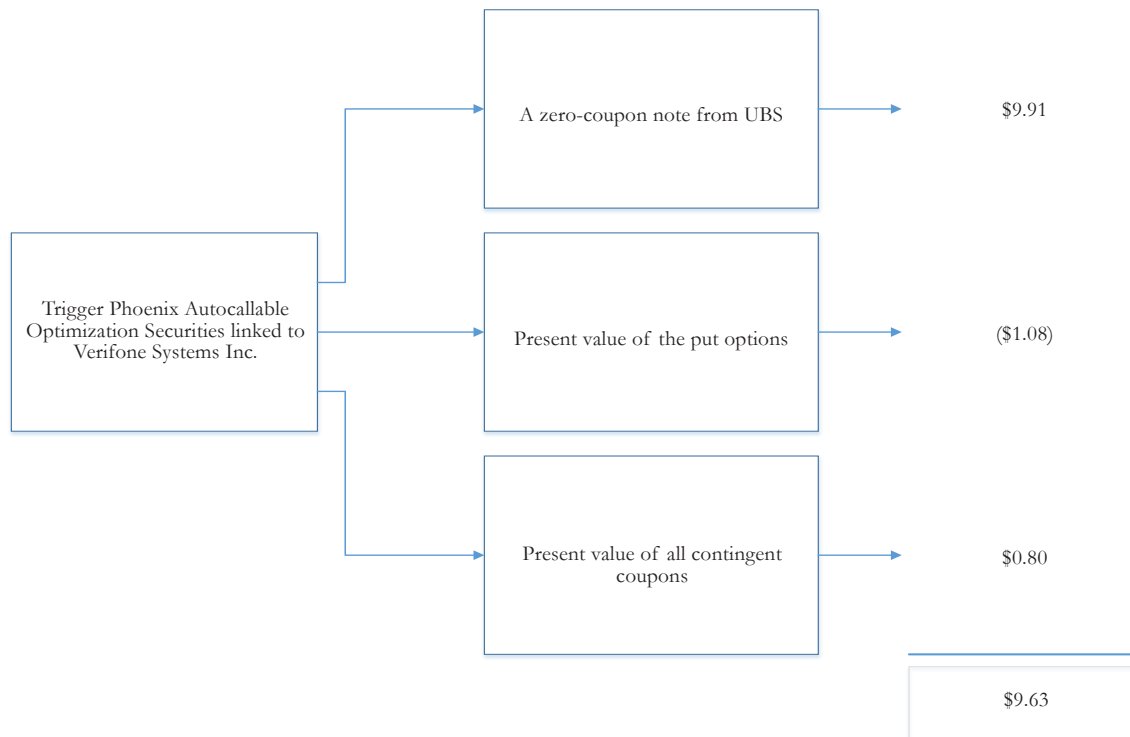 A zero-coupon note from UBS
$9.91
Trigger Phoenix Autocallable
Optimization Securities linked to
Verifone Systems Inc.
Present value of the put options
($1.08)
Present value of all contingent
coupons
$0.80
$9.63